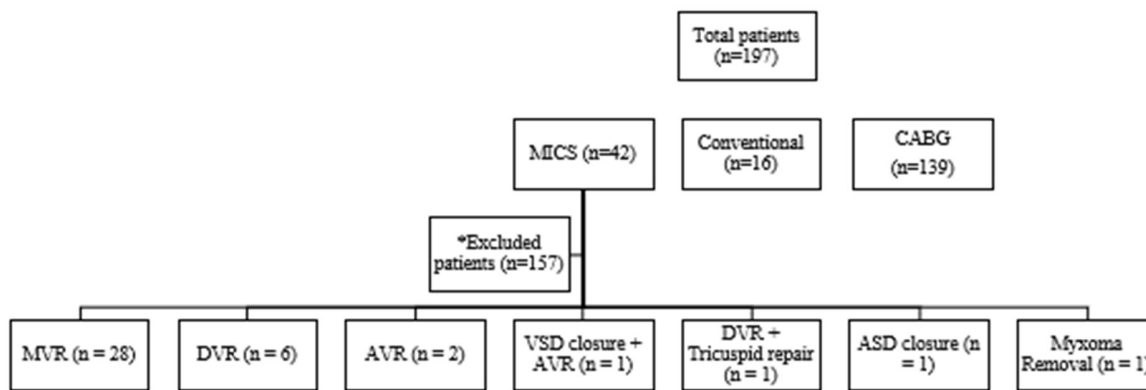 Total patients
(n=197)
MICS (n=42)
Conventional
(n=16)
CABG
(n=139)
*Excluded
patients (n=157)
MVR (n = 28)
DVR (n = 6)
AVR (n = 2)
VSD closure +
AVR (n = 1)
DVR +
Tricuspid repair
(n = 1)
ASD closure (n
= 1)
Myxoma
Removal (n = 1)